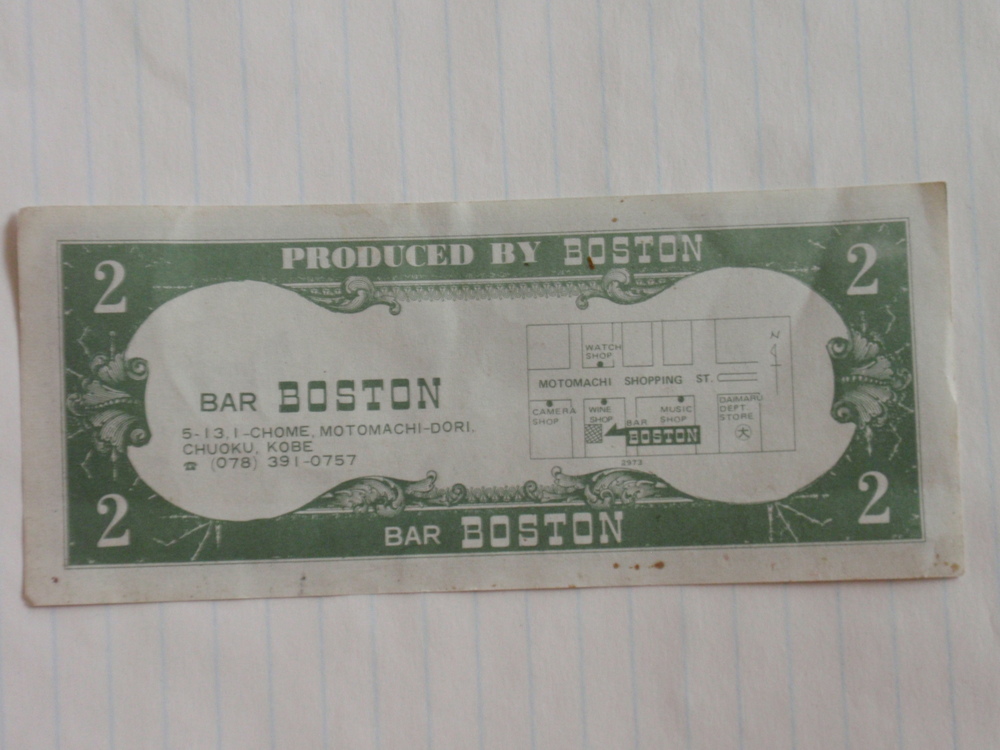 PRODUCED BY BOSTON
2
2
BAR BOSTON
5-13, 1-CHOME, MOTOMACHI-DORI,
CHUOKU, KOBE
☎ (078) 391-0757
N
WATCH
SHOP
MOTOMACHI SHOPPING ST.
CAMERA
SHOP
WINE
SHOP
MUSIC
SHOP
DAIMARU
DEPT.
STORE
BAR
BOSTON
大
2973
2
2
BAR BOSTON